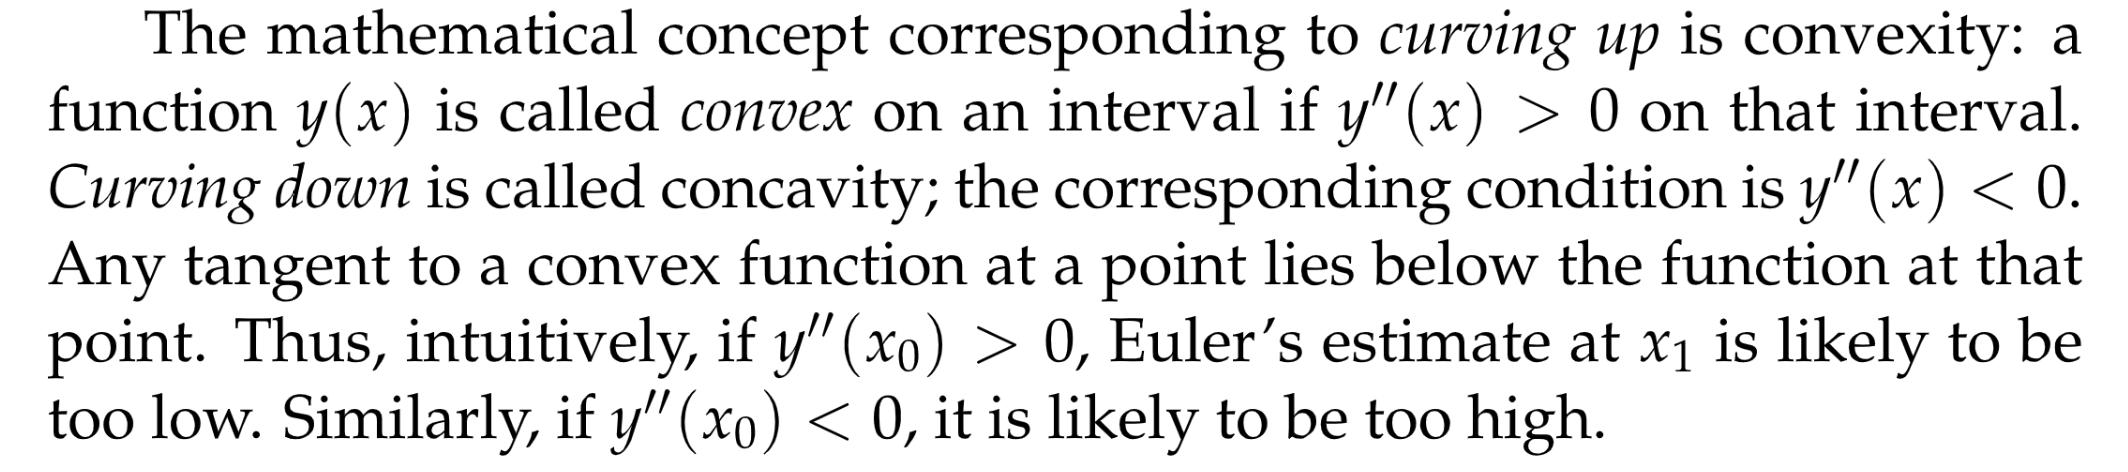 The mathematical concept corresponding to curving up is convexity: a
function y(x) is called convex on an interval if y″(x) > 0 on that interval.
Curving down is called concavity; the corresponding condition is y″(x) < 0.
Any tangent to a convex function at a point lies below the function at that
point. Thus, intuitively, if y″(x₀) > 0, Euler’s estimate at x₁ is likely to be
too low. Similarly, if y″(x₀) < 0, it is likely to be too high.